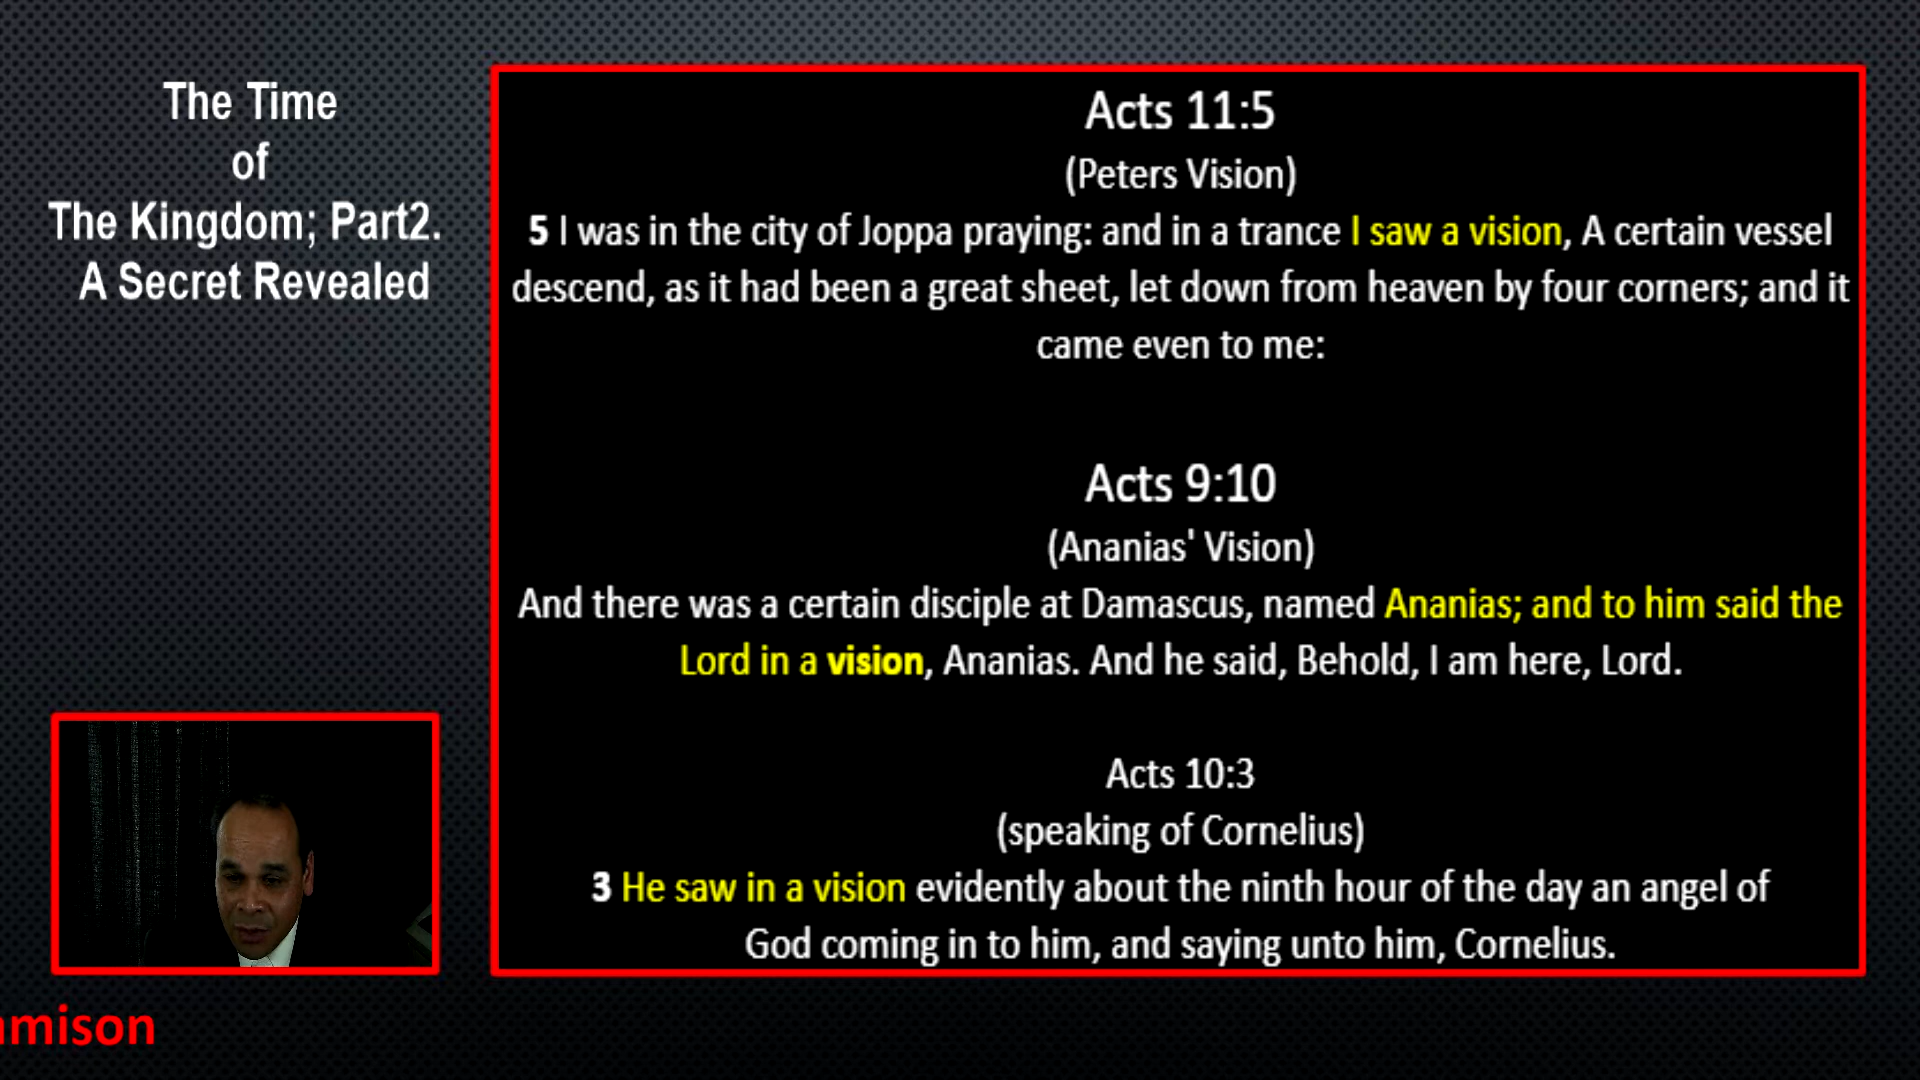 The Time
of
The Kingdom; Part2.
A Secret Revealed
Acts 11:5
(Peters Vision)
5 I was in the city of Joppa praying: and in a trance I saw a vision, A certain vessel
descend, as it had been a great sheet, let down from heaven by four corners; and it
came even to me:
Acts 9:10
(Ananias' Vision)
And there was a certain disciple at Damascus, named Ananias; and to him said the
Lord in a vision, Ananias. And he said, Behold, I am here, Lord.
Acts 10:3
(speaking of Cornelius)
3 He saw in a vision evidently about the ninth hour of the day an angel of
God coming in to him, and saying unto him, Cornelius.
mison